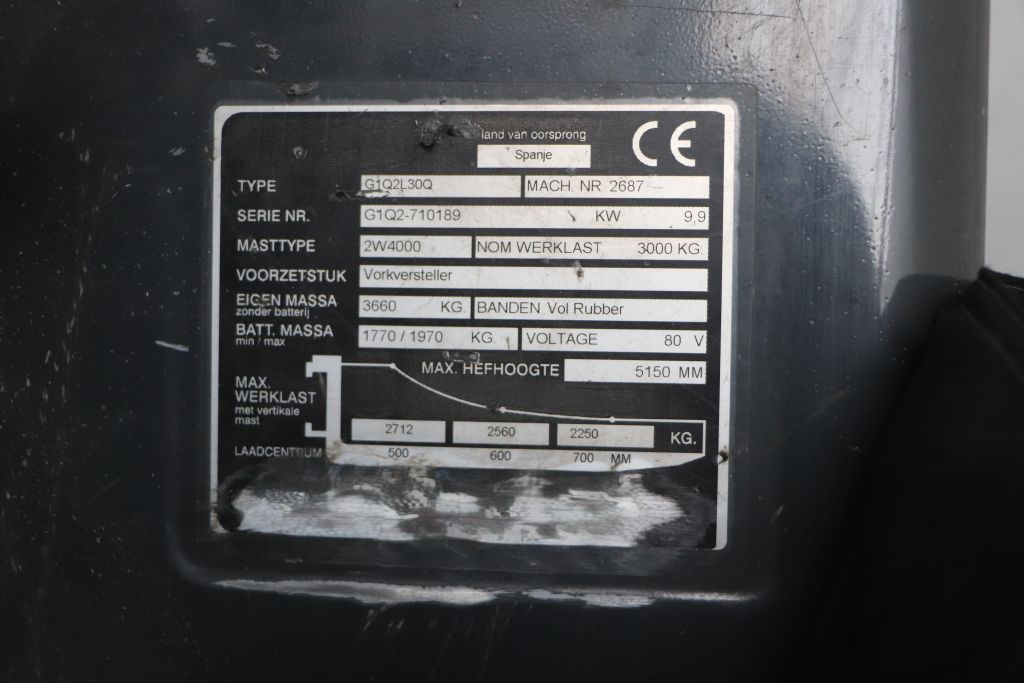 land van oorsprong
CE
Spanje
TYPE G1Q2L30Q MACH. NR 2687
SERIE NR. G1Q2-710189 KW 9,9
MASTTYPE 2W4000 NOM WERKLAST 3000 KG.
VOORZETSTUK Vorkversteller
EIGEN MASSA zonder batterij 3660 KG. BANDEN Vol Rubber
BATT. MASSA min / max 1770 / 1970 KG. VOLTAGE 80 V
MAX. HEFHOOGTE 5150 MM
MAX. WERKLAST
met vertikale mast
2712 2560 2250 KG.
LAADCENTRUM 500 600 700 MM